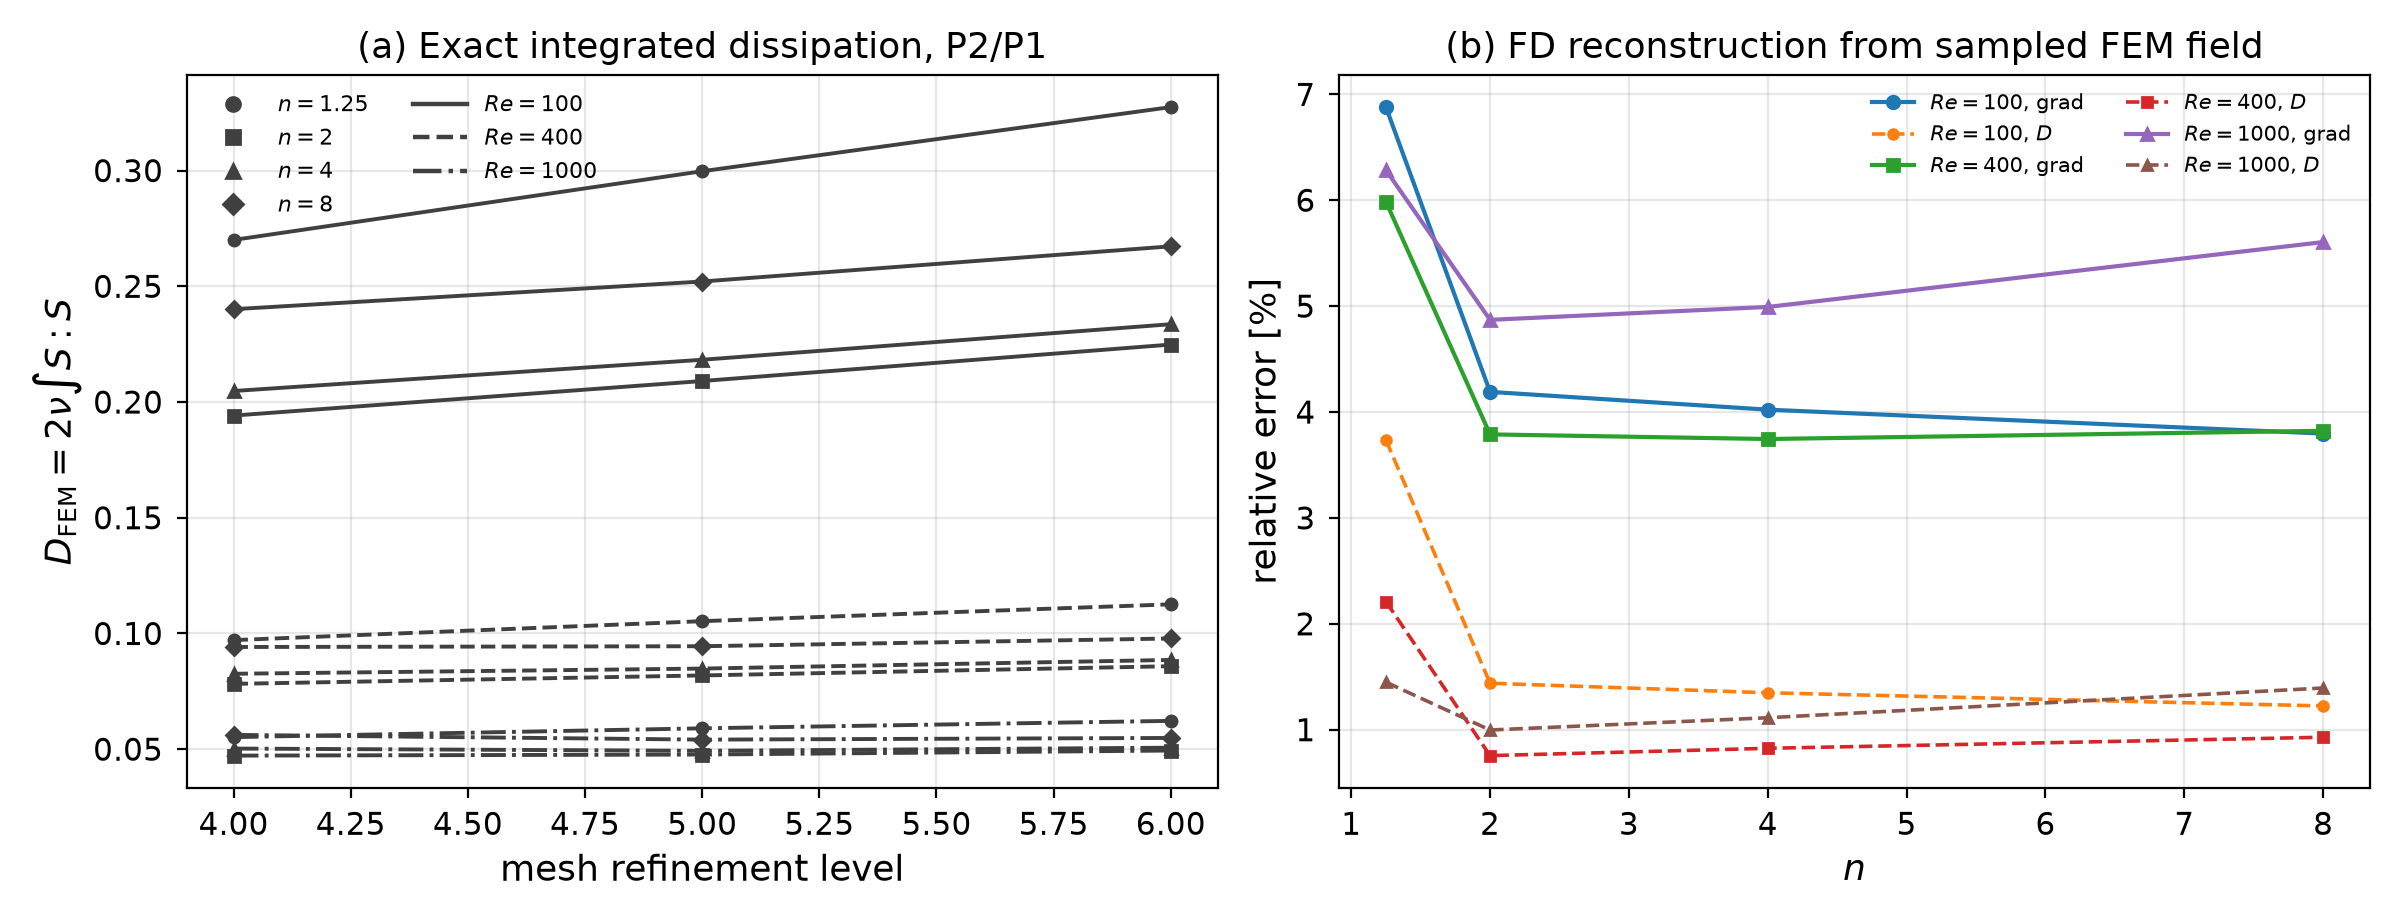 (a) Exact integrated dissipation, P2/P1
n = 1.25
n = 2
n = 4
n = 8
Re = 100
Re = 400
Re = 1000
0.30
0.25
0.20
0.15
0.10
0.05
D_FEM = 2ν∫S : S
4.00 4.25 4.50 4.75 5.00 5.25 5.50 5.75 6.00
mesh refinement level
(b) FD reconstruction from sampled FEM field
Re = 100, grad
Re = 100, D
Re = 400, grad
Re = 400, D
Re = 1000, grad
Re = 1000, D
7
6
5
4
3
2
1
relative error [%]
1 2 3 4 5 6 7 8
n